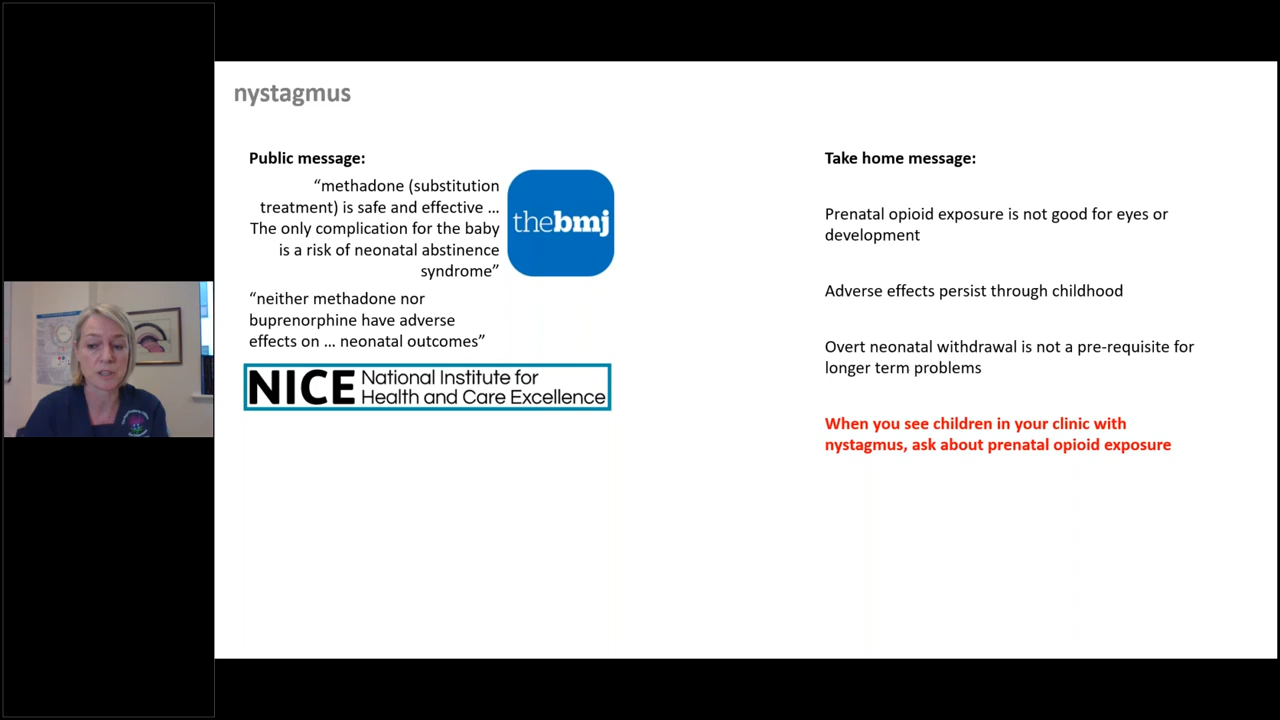 nystagmus
Public message:
“methadone (substitution
treatment) is safe and effective ...
The only complication for the baby
is a risk of neonatal abstinence
syndrome”
thebmj
“neither methadone nor
buprenorphine have adverse
effects on ... neonatal outcomes”
NICE National Institute for
Health and Care Excellence
Take home message:
Prenatal opioid exposure is not good for eyes or
development
Adverse effects persist through childhood
Overt neonatal withdrawal is not a pre-requisite for
longer term problems
When you see children in your clinic with
nystagmus, ask about prenatal opioid exposure